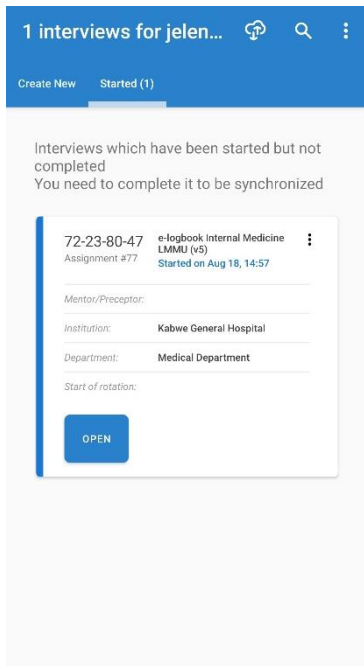 1 interviews for jelen...
Create New Started (1)
Interviews which have been started but not
completed
You need to complete it to be synchronized
72-23-80-47
Assignment #77
e-logbook Internal Medicine
LMMU (v5)
Started on Aug 18, 14:57
Mentor/Preceptor:
Institution: Kabwe General Hospital
Department: Medical Department
Start of rotation:
OPEN